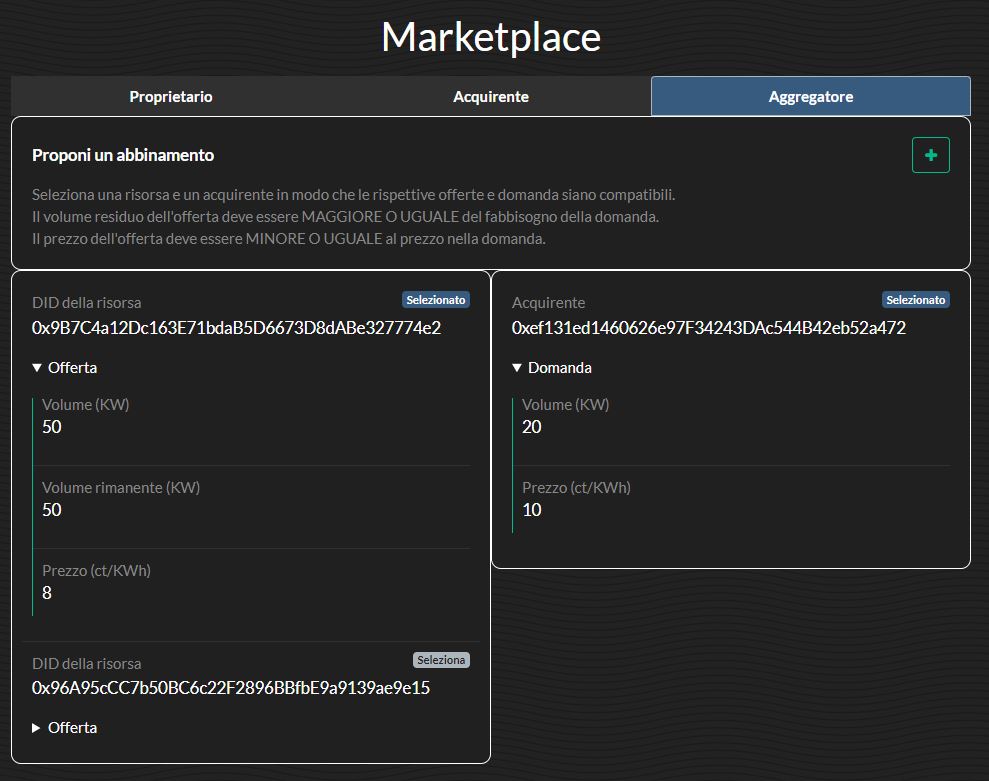 Marketplace
Proprietario
Acquirente
Aggregatore
Proponi un abbinamento
Seleziona una risorsa e un acquirente in modo che le rispettive offerte e domanda siano compatibili.
Il volume residuo dell'offerta deve essere MAGGIORE O UGUALE del fabbisogno della domanda.
Il prezzo dell'offerta deve essere MINORE O UGUALE al prezzo nella domanda.
DID della risorsa
Selezionato
0x9B7C4a12Dc163E71bdaB5D6673D8dABe327774e2
Offerta
Volume (KW)
50
Volume rimanente (KW)
50
Prezzo (ct/KWh)
8
DID della risorsa
Seleziona
0x96A95cCC7b50BC6c22F2896BBfbE9a9139ae9e15
Offerta
Acquirente
Selezionato
0xef131ed1460626e97F34243DAc544B42eb52a472
Domanda
Volume (KW)
20
Prezzo (ct/KWh)
10